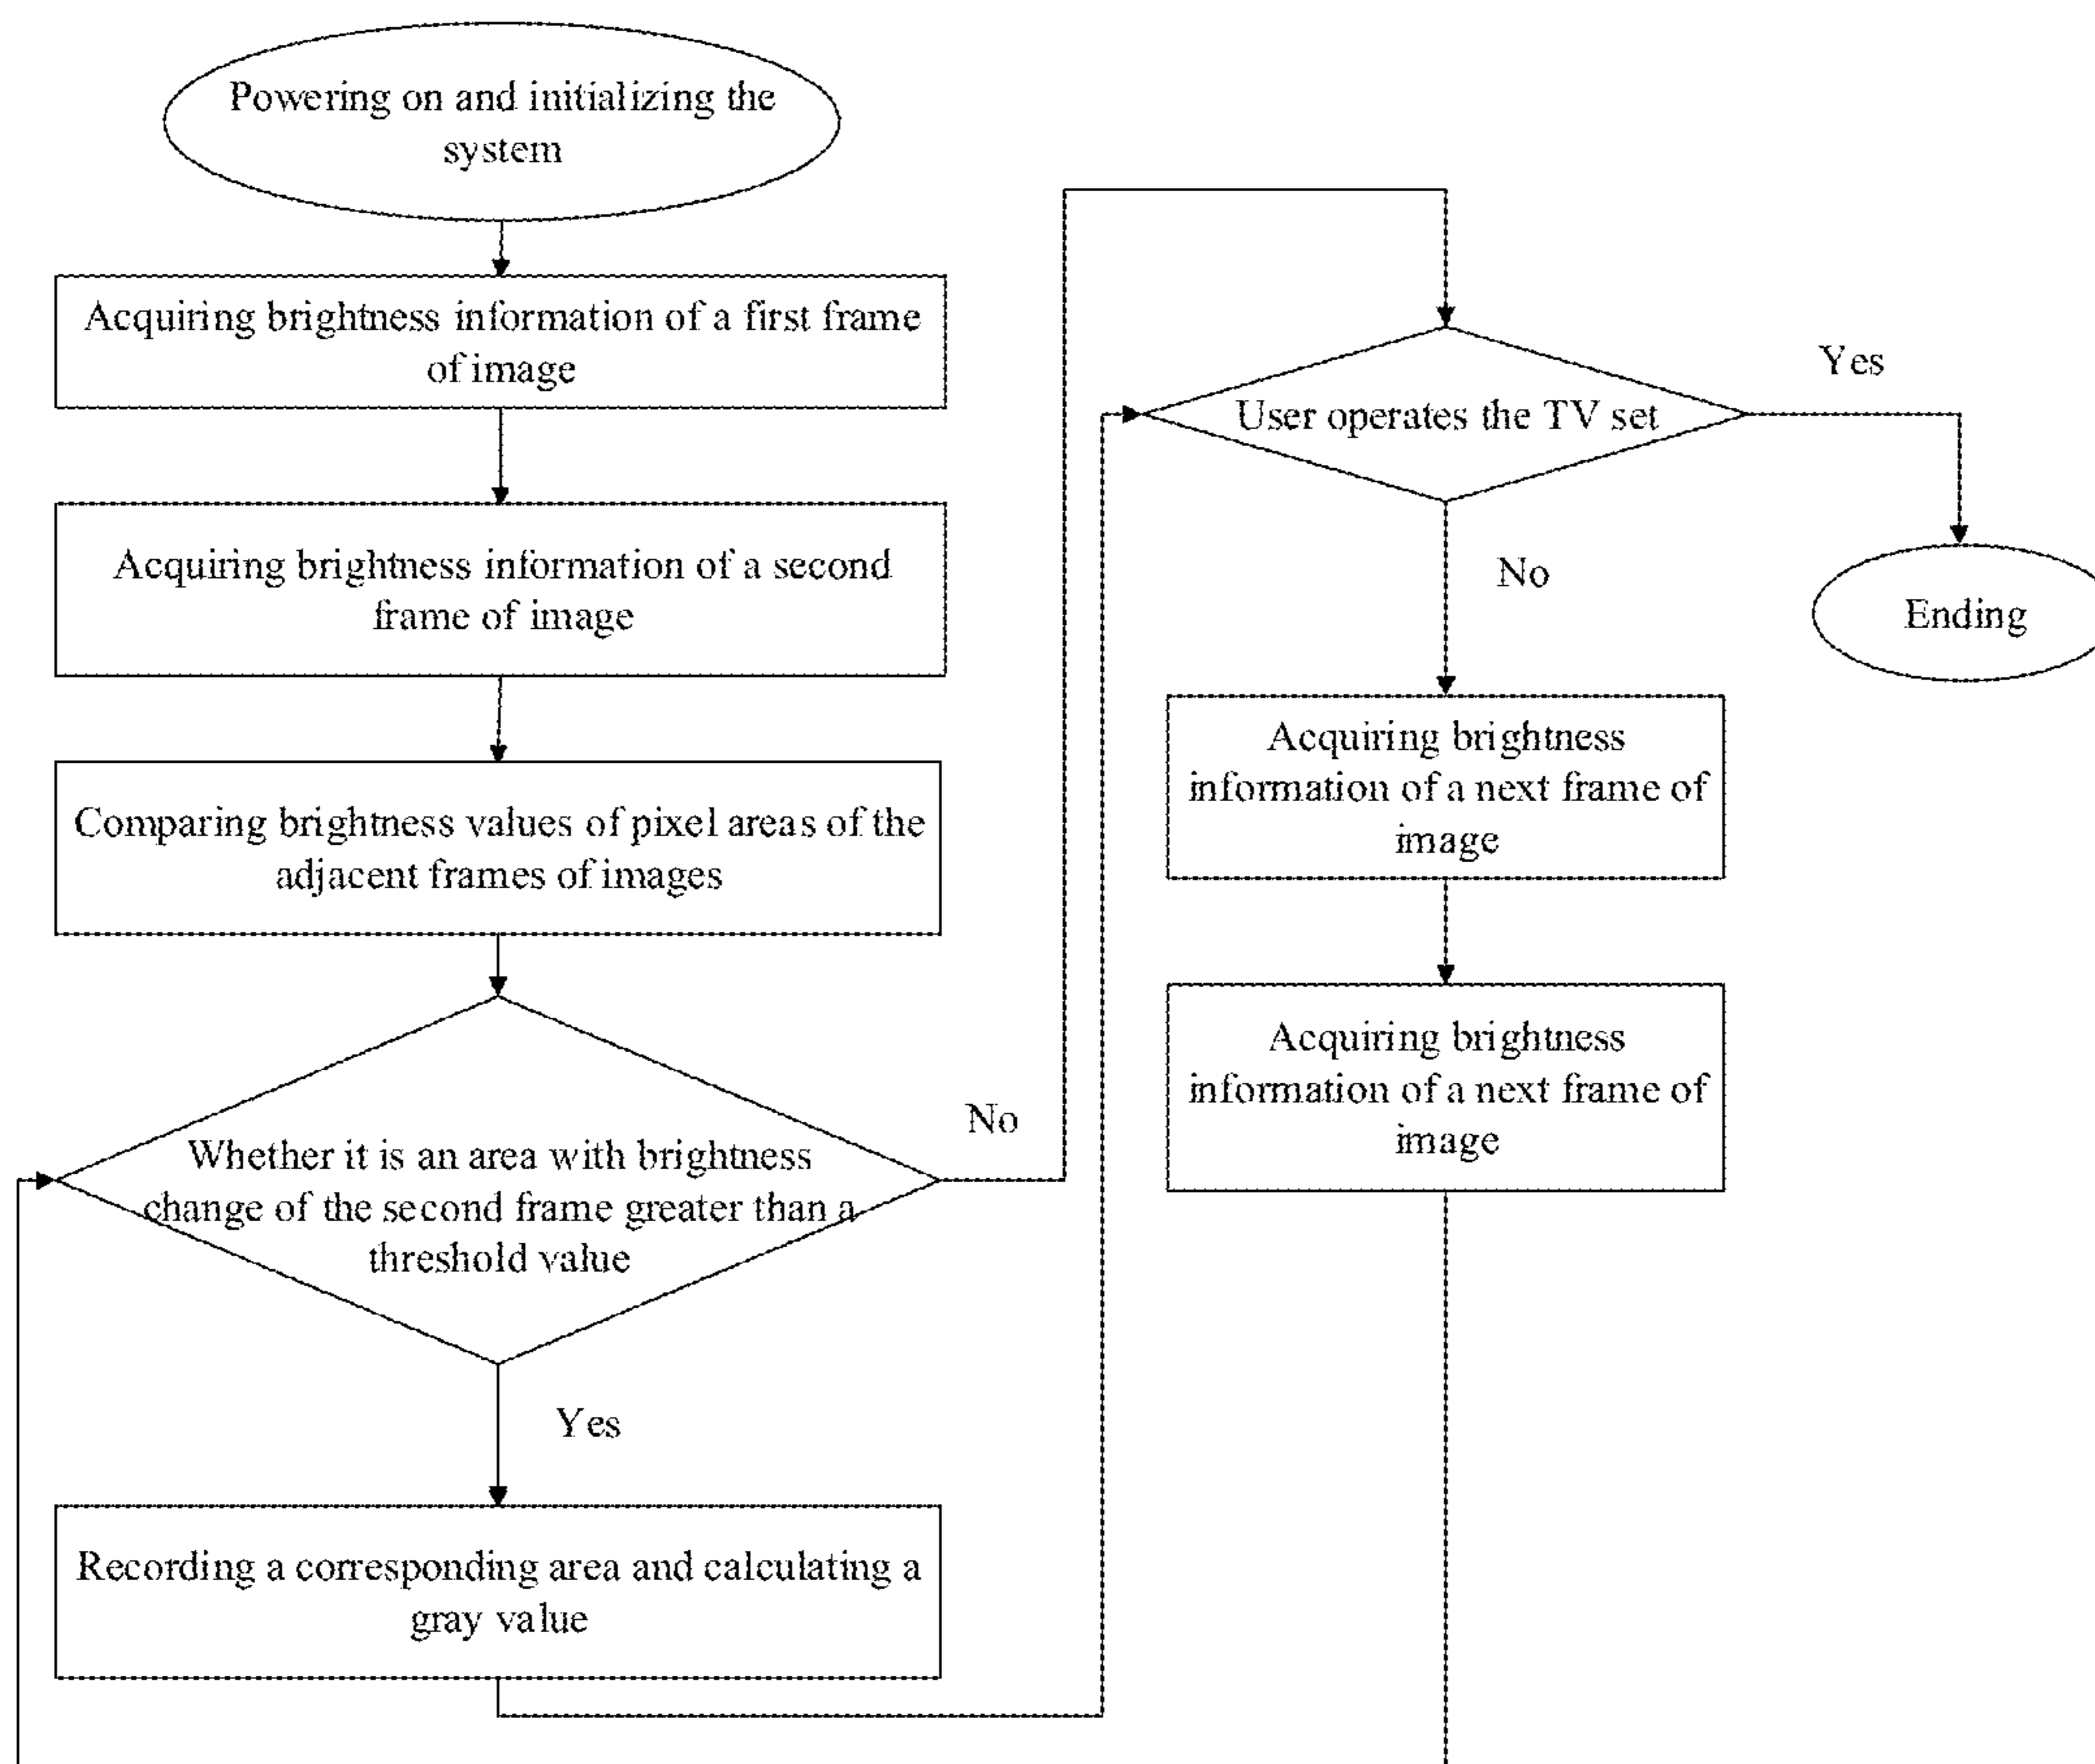 Powering on and initializing the
system
Acquiring brightness information of a first frame
of image
Acquiring brightness information of a second
frame of image
Comparing brightness values of pixel areas of the
adjacent frames of images
Whether it is an area with brightness
change of the second frame greater than a
threshold value
No
Yes
Recording a corresponding area and calculating a
gray value
User operates the TV set
Yes
Ending
No
Acquiring brightness
information of a next frame of
image
Acquiring brightness
information of a next frame of
image